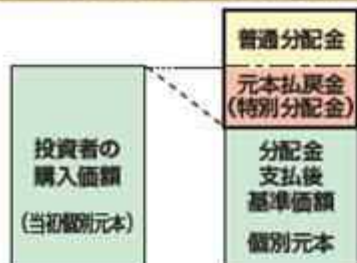 普通分配金
元本払戻金
(特別分配金)
投資者の
購入価額
(当初個別元本)
分配金
支払後
基準価額
個別元本